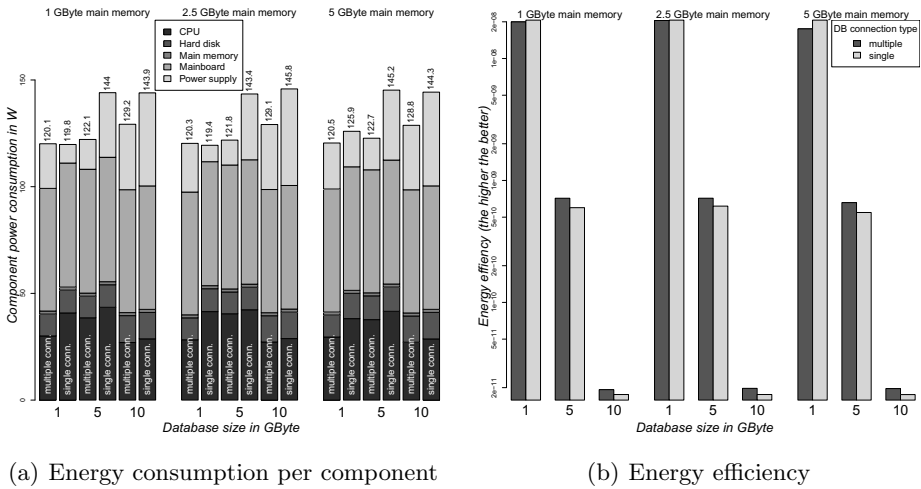 1 GByte main memory 2.5 GByte main memory 5 GByte main memory
CPU
Hard disk
Main memory
Mainboard
Power supply
Component power consumption in W
0 50 100 150
120.1 119.8 122.1 144 129.2 143.9
120.3 119.4 121.8 143.4 129.1 145.8
120.5 125.9 122.7 145.2 128.8 144.3
multiple conn. single conn. multiple conn. single conn. multiple conn. single conn.
multiple conn. single conn. multiple conn. single conn. multiple conn. single conn.
multiple conn. single conn. multiple conn. single conn. multiple conn. single conn.
1 5 10 1 5 10 1 5 10
Database size in GByte
(a) Energy consumption per component
1 GByte main memory 2.5 GByte main memory 5 GByte main memory
DB connection type
multiple
single
Energy effiency (the higher the better)
2e-08
1e-08
5e-09
2e-09
1e-09
5e-10
2e-10
1e-10
5e-11
2e-11
1 5 10 1 5 10 1 5 10
Database size in GByte
(b) Energy efficiency